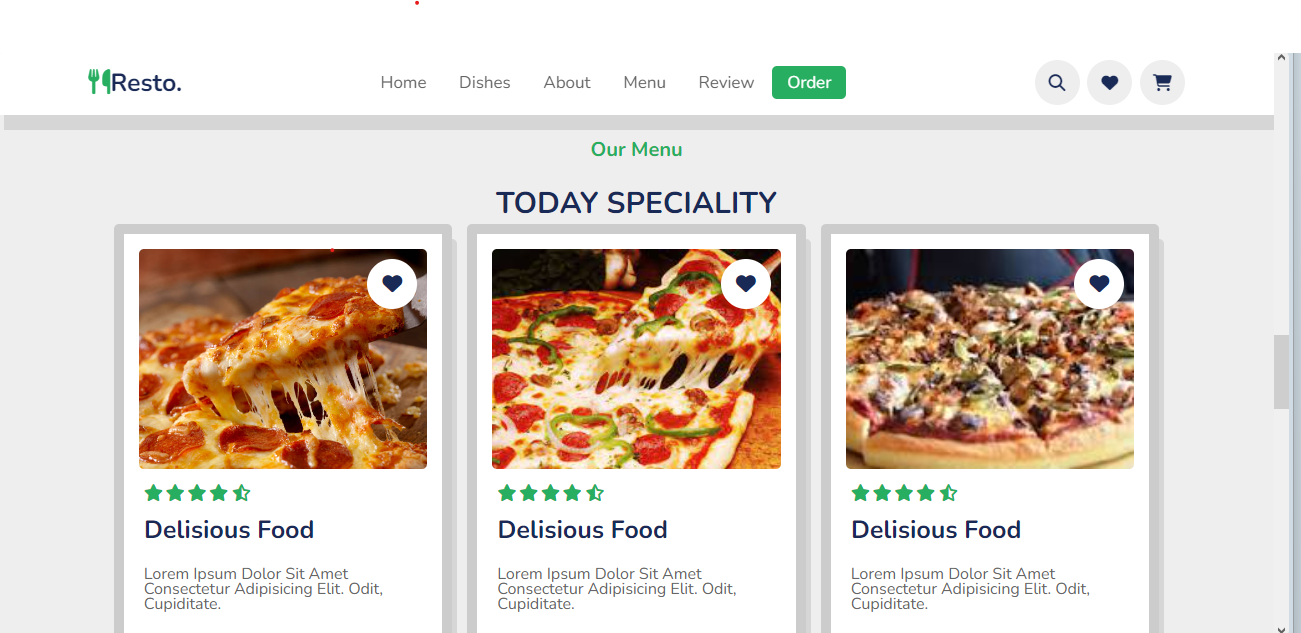 Resto.
Home Dishes About Menu Review Order
Our Menu
TODAY SPECIALITY
Delisious Food
Lorem Ipsum Dolor Sit Amet
Consectetur Adipisicing Elit. Odit,
Cupiditate.
Delisious Food
Lorem Ipsum Dolor Sit Amet
Consectetur Adipisicing Elit. Odit,
Cupiditate.
Delisious Food
Lorem Ipsum Dolor Sit Amet
Consectetur Adipisicing Elit. Odit,
Cupiditate.